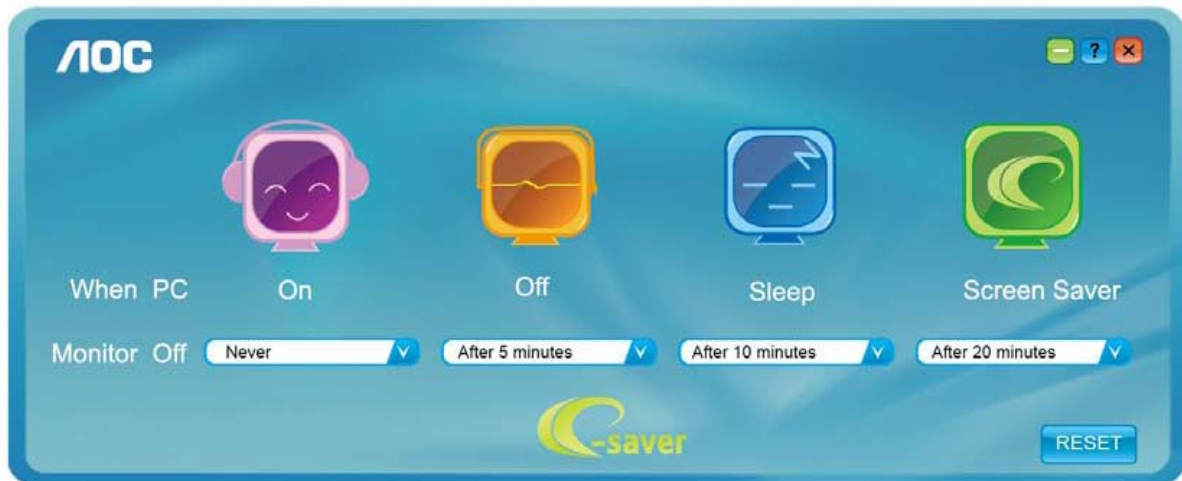 AOC
?
When PC On Off Sleep Screen Saver
Monitor Off Never After 5 minutes After 10 minutes After 20 minutes
e-saver
RESET